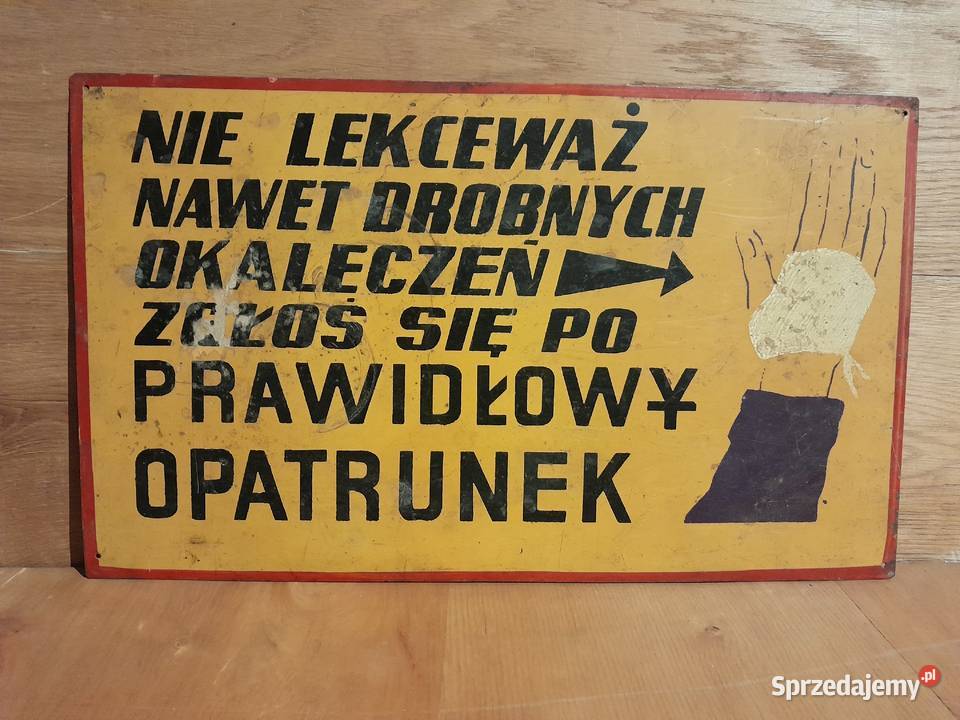 NIE LEKCEWAŻ
NAWET DROBNYCH
OKALECZEŃ
ZGŁOŚ SIĘ PO
PRAWIDŁOWY
OPATRUNEK
Sprzedajemy.pl